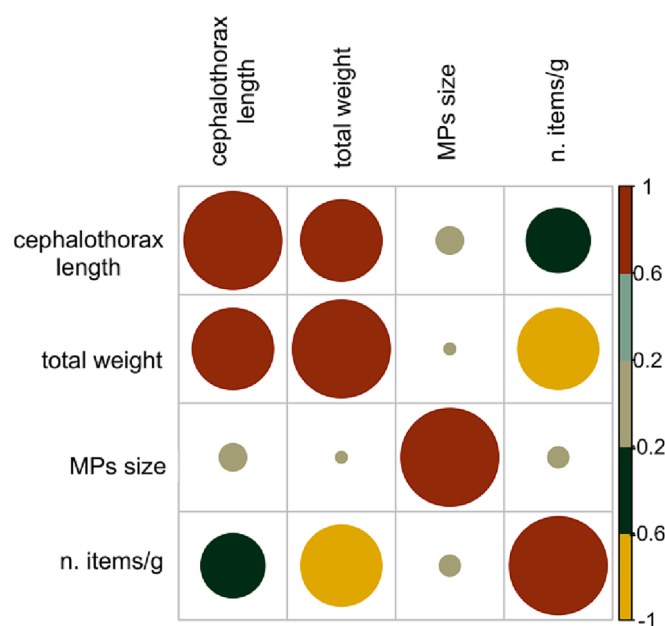 cephalothorax
length
total weight
MPs size
n. items/g
cephalothorax
length
total weight
MPs size
n. items/g
1
0.6
0.2
-0.2
-0.6
-1